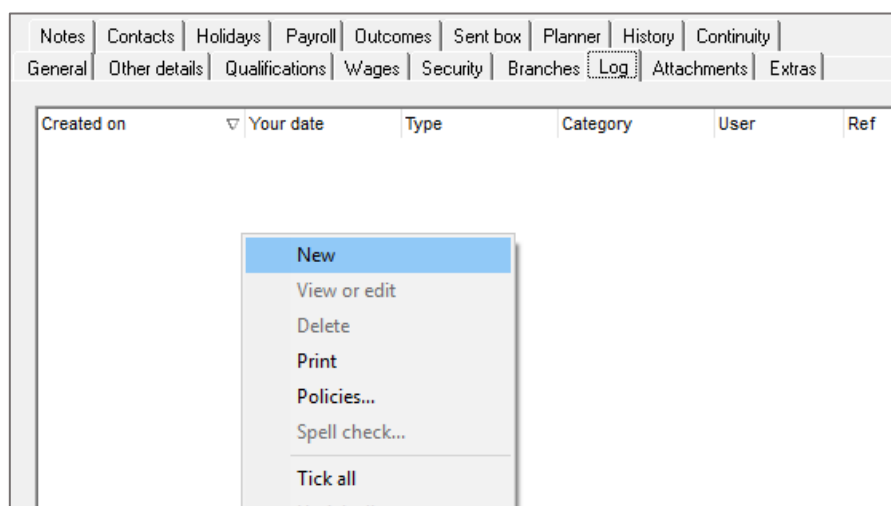 Notes Contacts Holidays Payroll Outcomes Sent box Planner History Continuity
General Other details Qualifications Wages Security Branches Log Attachments Extras
Created on Your date Type Category User Ref
New
View or edit
Delete
Print
Policies...
Spell check...
Tick all